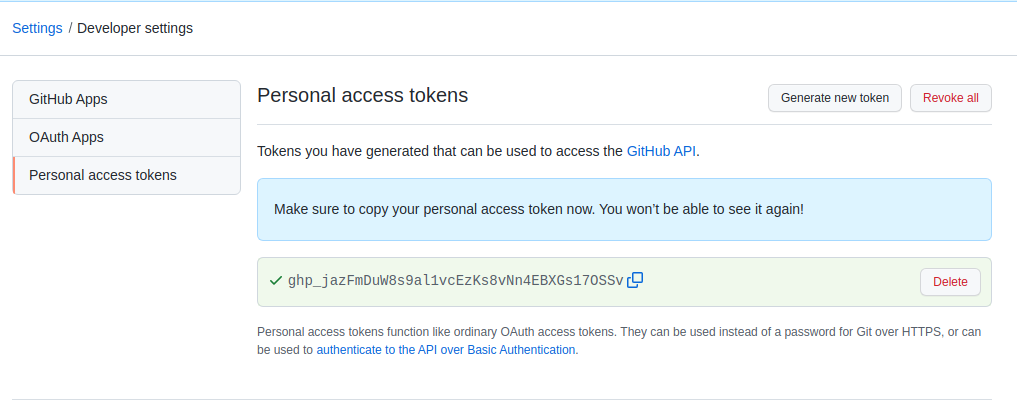 Settings / Developer settings
GitHub Apps
OAuth Apps
Personal access tokens
Personal access tokens
Generate new token
Revoke all
Tokens you have generated that can be used to access the GitHub API.
Make sure to copy your personal access token now. You won't be able to see it again!
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
Delete
Personal access tokens function like ordinary OAuth access tokens. They can be used instead of a password for Git over HTTPS, or can
be used to authenticate to the API over Basic Authentication.